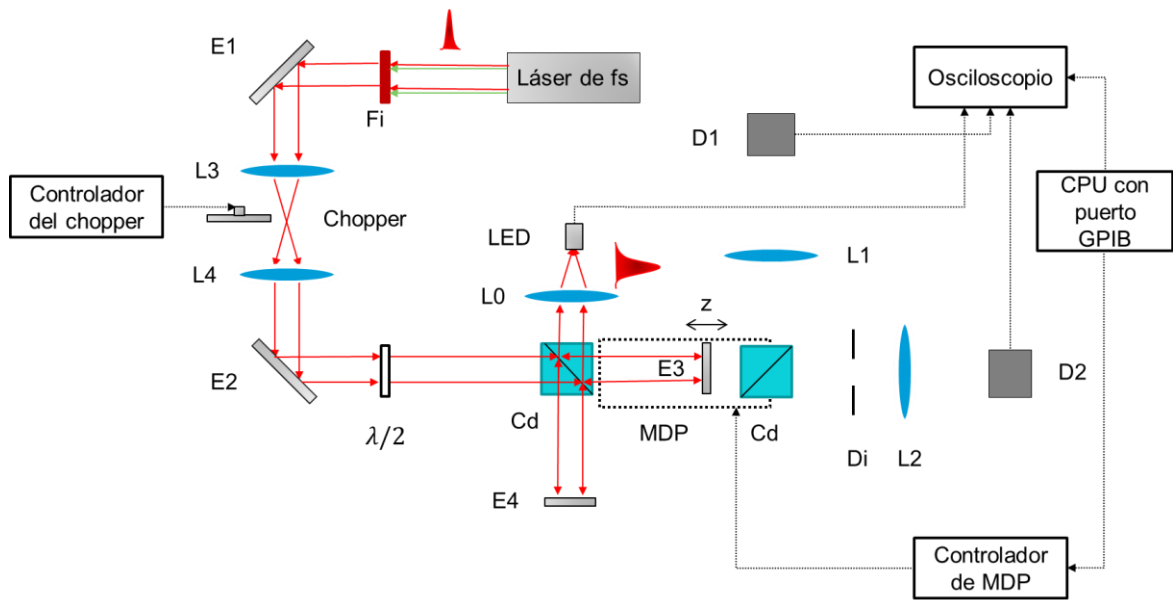 E1
Láser de fs
Fi
Osciloscopio
D1
L3
Controlador
del chopper
Chopper
CPU con
puerto
GPIB
LED
L4
L0
L1
z
E2
E3
D2
λ/2
Cd
MDP
Cd
Di
L2
E4
Controlador
de MDP